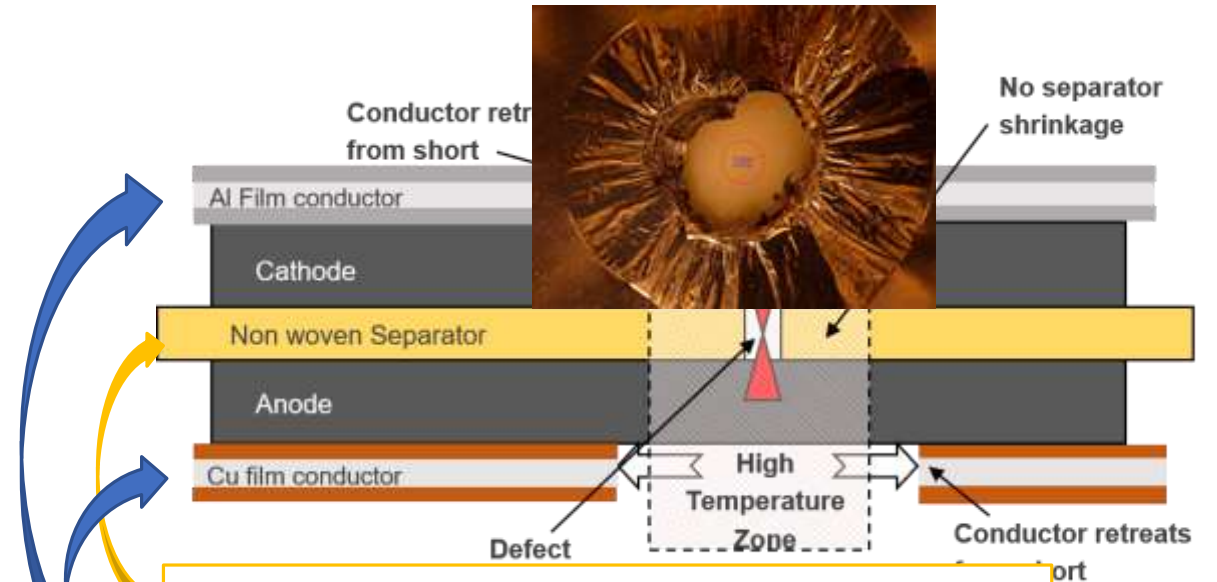 No separator
shrinkage
Conductor retr
from short
Al Film conductor
Cathode
Non woven Separator
Anode
Cu film conductor
High
Temperature
Zone
Defect
Conductor retreats
ort